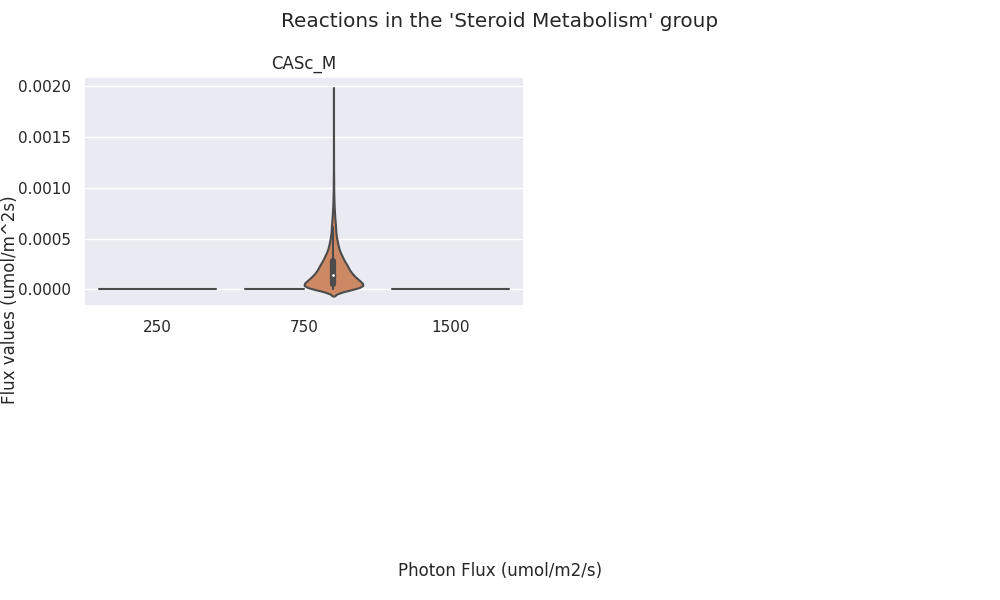 Reactions in the 'Steroid Metabolism' group
CASc_M
0.0020
0.0015
0.0010
0.0005
0.0000
Flux values (umol/m^2s)
250 750 1500
Photon Flux (umol/m2/s)